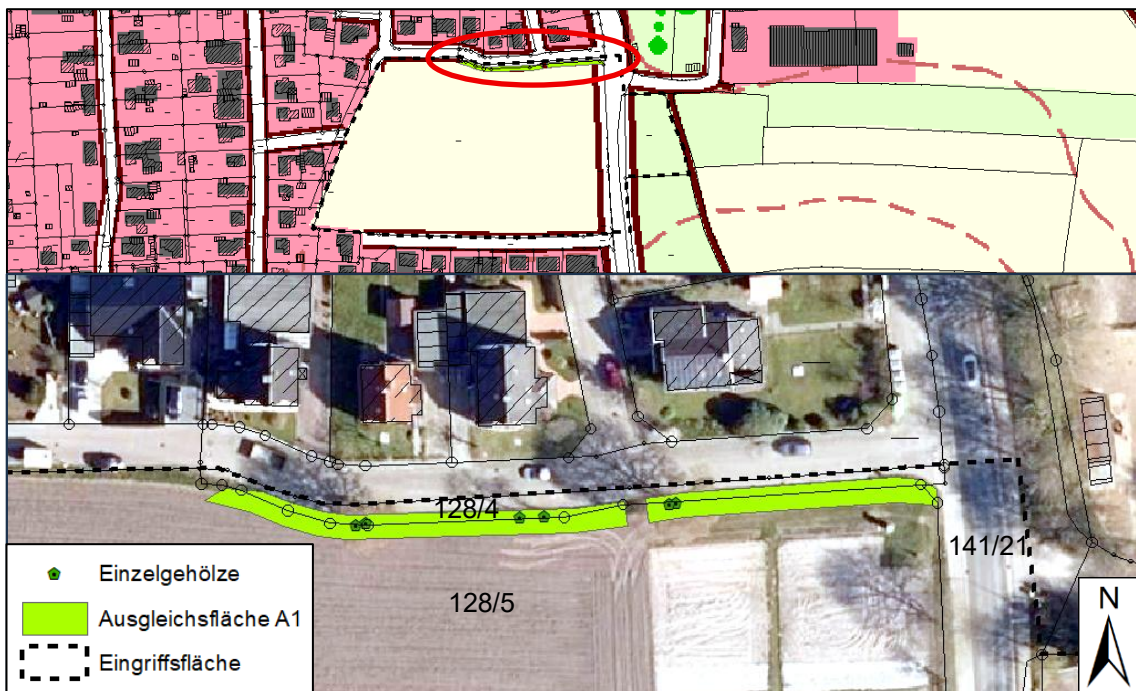 128/4
141/21
128/5
Einzelgehölze
Ausgleichsfläche A1
Eingriffsfläche
N